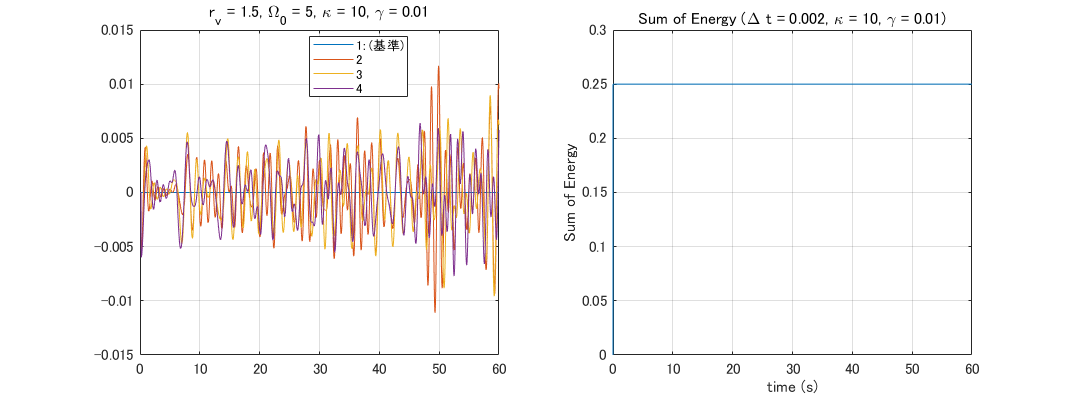 r_v = 1.5, Ω_0 = 5, κ = 10, γ = 0.01
0.015
0.01
0.005
0
−0.005
−0.01
−0.015
0 10 20 30 40 50 60
1:(基準)
2
3
4
Sum of Energy (Δ t = 0.002, κ = 10, γ = 0.01)
Sum of Energy
0.3
0.25
0.2
0.15
0.1
0.05
0
0 10 20 30 40 50 60
time (s)